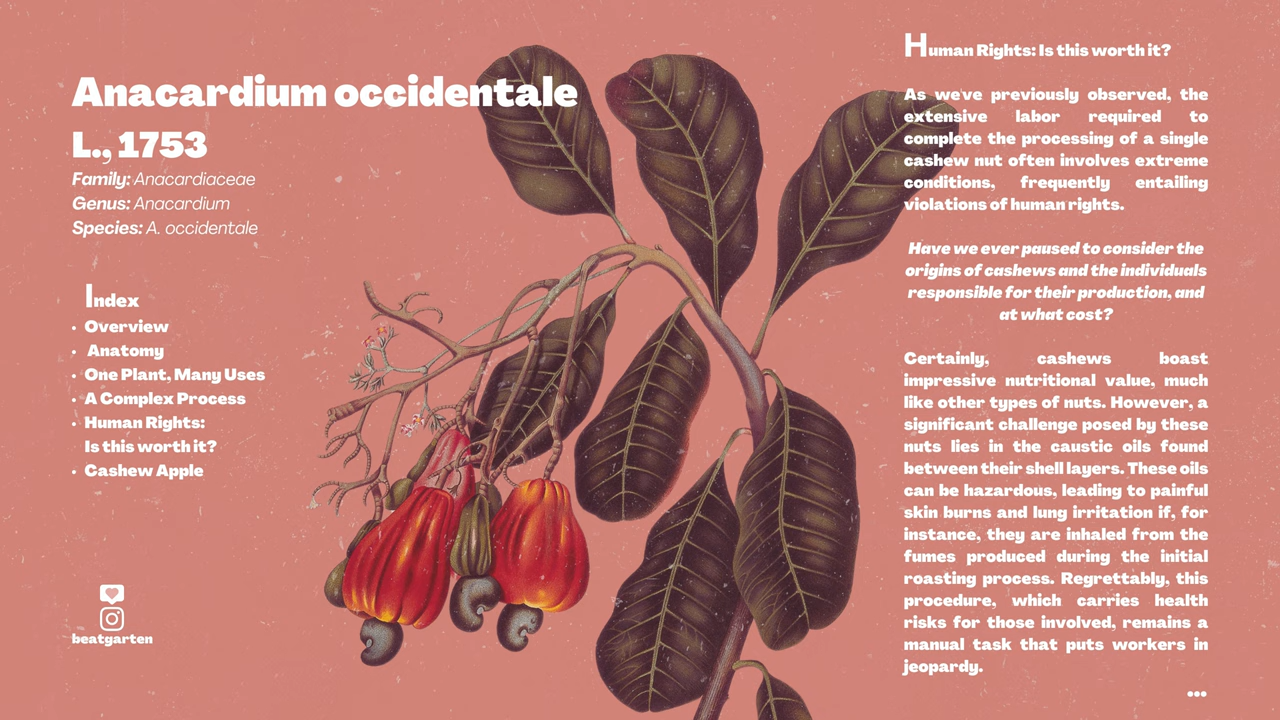 Anacardium occidentale
L., 1753
Family: Anacardiaceae
Genus: Anacardium
Species: A. occidentale
Index
• Overview
• Anatomy
• One Plant, Many Uses
• A Complex Process
• Human Rights:
Is this worth it?
• Cashew Apple
beatgarten
Human Rights: Is this worth it?
As we've previously observed, the
extensive labor required to
complete the processing of a single
cashew nut often involves extreme
conditions, frequently entailing
violations of human rights.
Have we ever paused to consider the
origins of cashews and the individuals
responsible for their production, and
at what cost?
Certainly, cashews boast
impressive nutritional value, much
like other types of nuts. However, a
significant challenge posed by these
nuts lies in the caustic oils found
between their shell layers. These oils
can be hazardous, leading to painful
skin burns and lung irritation if, for
instance, they are inhaled from the
fumes produced during the initial
roasting process. Regrettably, this
procedure, which carries health
risks for those involved, remains a
manual task that puts workers in
jeopardy.
...